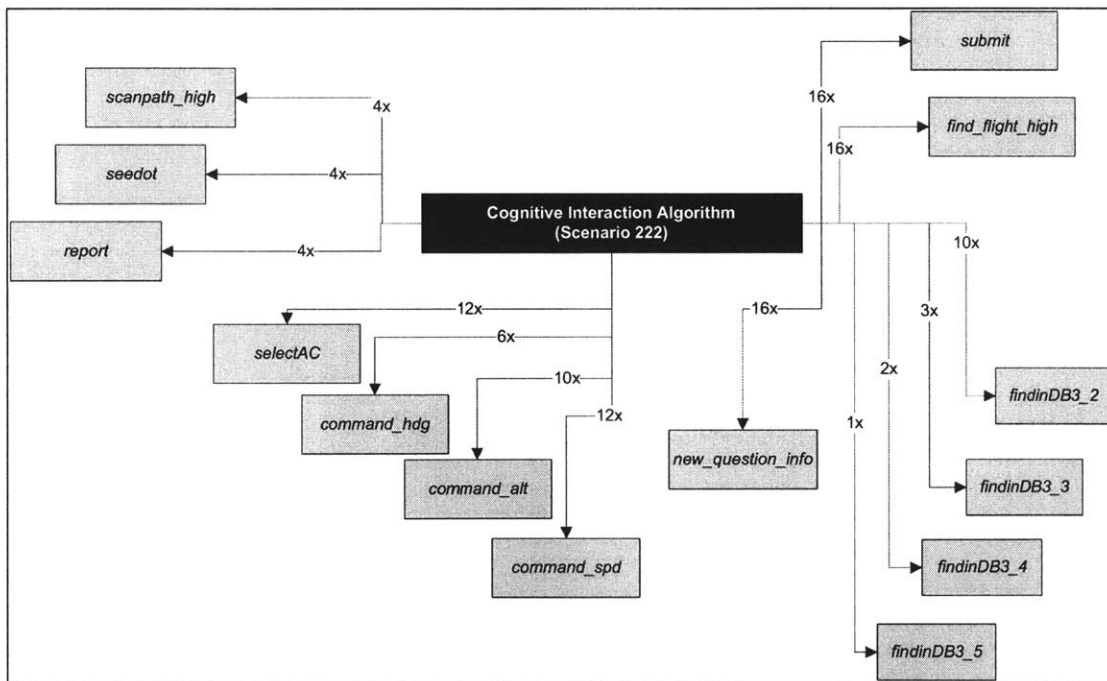 submit
scanpath_high
4x
16x
find_flight_high
16x
seedot
4x
Cognitive Interaction Algorithm
(Scenario 222)
report
4x
10x
12x
16x
3x
selectAC
6x
2x
10x
findinDB3_2
command_hdg
12x
1x
new_question_info
command_alt
findinDB3_3
command_spd
findinDB3_4
findinDB3_5